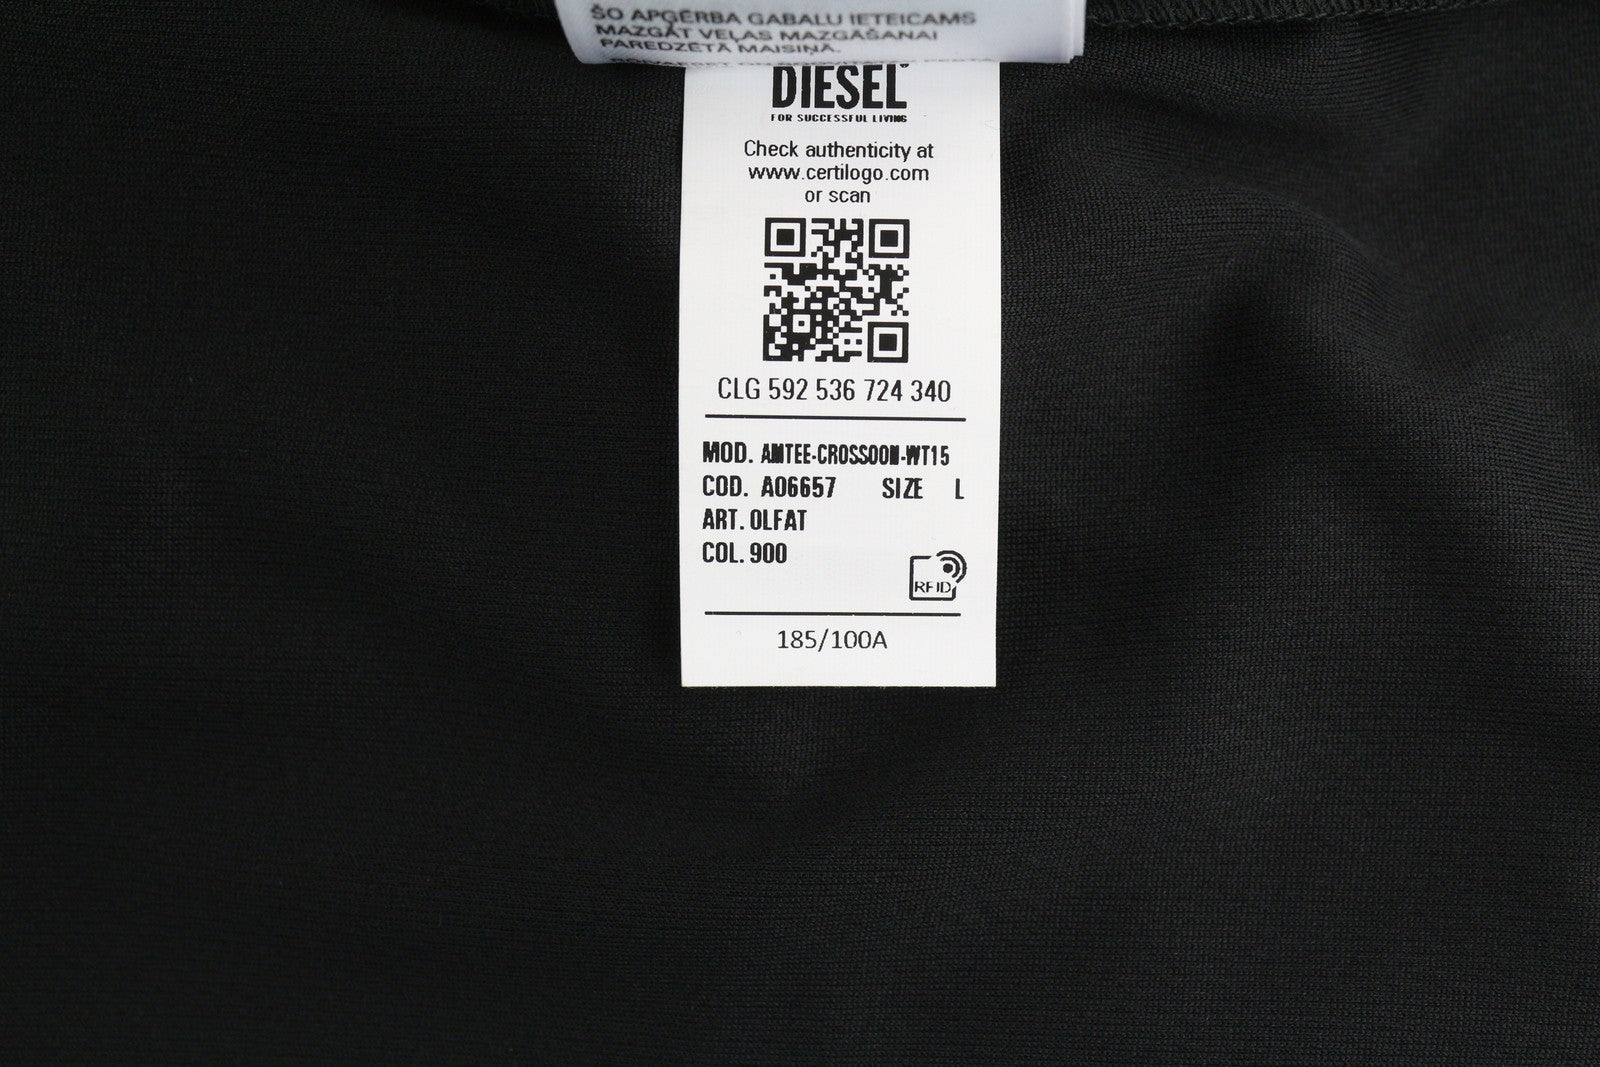 ŠO APĢĒRBA GABALU IETEICAMS
MAZGĀT VEĻAS MAZGĀŠANAI
PAREDZĒTĀ MAISIŅĀ.
DIESEL
FOR SUCCESSFUL LIVING
Check authenticity at
www.certilogo.com
or scan
CLG 592 536 724 340
MOD. AMTEE-CROSSOOM-WT15
COD. A06657 SIZE L
ART. OLFAT
COL. 900
RFID
185/100A